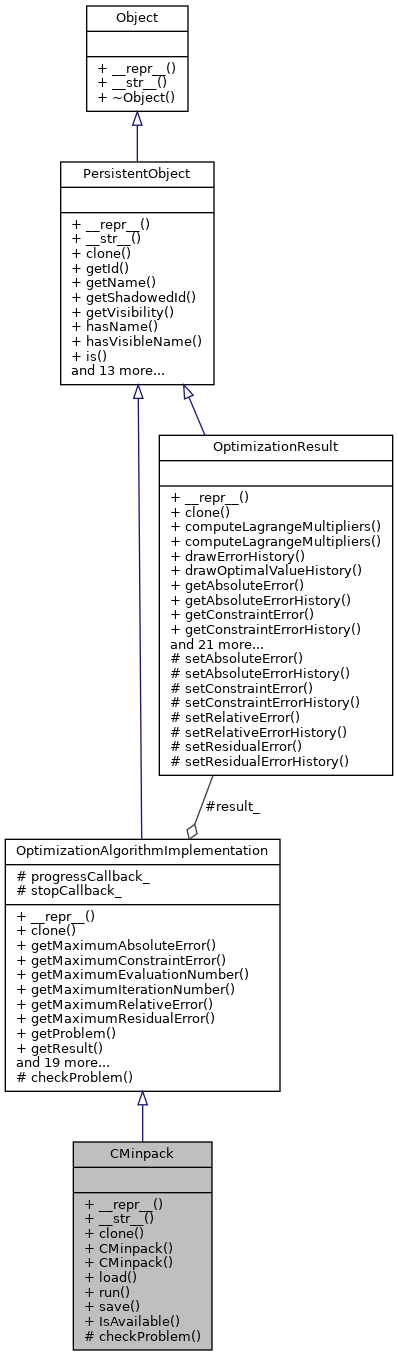 Object
+ __repr__()
+ __str__()
+ ~Object()
PersistentObject
+ __repr__()
+ __str__()
+ clone()
+ getId()
+ getName()
+ getShadowedId()
+ getVisibility()
+ hasName()
+ hasVisibleName()
+ is()
and 13 more...
OptimizationResult
+ __repr__()
+ clone()
+ computeLagrangeMultipliers()
+ computeLagrangeMultipliers()
+ drawErrorHistory()
+ drawOptimalValueHistory()
+ getAbsoluteError()
+ getAbsoluteErrorHistory()
+ getConstraintError()
+ getConstraintErrorHistory()
and 21 more...
# setAbsoluteError()
# setAbsoluteErrorHistory()
# setConstraintError()
# setConstraintErrorHistory()
# setRelativeError()
# setRelativeErrorHistory()
# setResidualError()
# setResidualErrorHistory()
#result_
OptimizationAlgorithmImplementation
# progressCallback_
# stopCallback_
+ __repr__()
+ clone()
+ getMaximumAbsoluteError()
+ getMaximumConstraintError()
+ getMaximumEvaluationNumber()
+ getMaximumIterationNumber()
+ getMaximumRelativeError()
+ getMaximumResidualError()
+ getProblem()
+ getResult()
and 19 more...
# checkProblem()
CMinpack
+ __repr__()
+ __str__()
+ clone()
+ CMinpack()
+ CMinpack()
+ load()
+ run()
+ save()
+ IsAvailable()
# checkProblem()